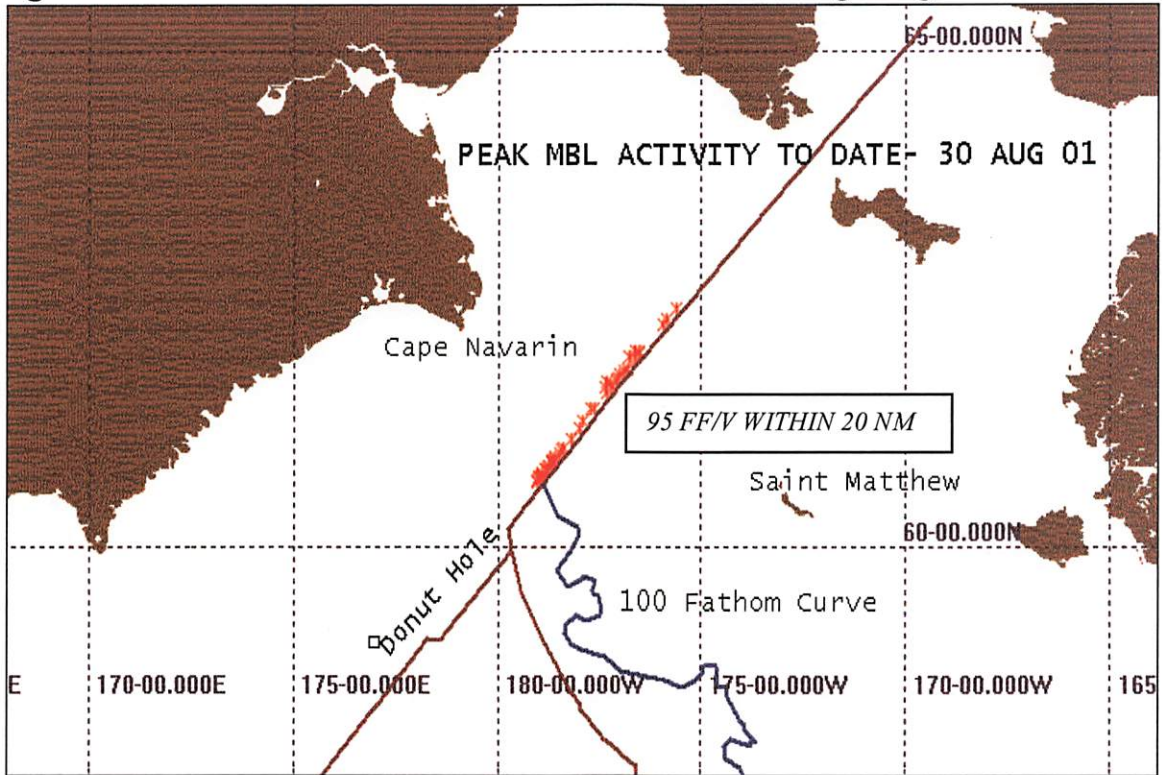 65-00.000N
PEAK MBL ACTIVITY TO DATE- 30 AUG 01
Cape Navarin
95 FF/V WITHIN 20 NM
Saint Matthew
60-00.000N
Donut Hole
100 Fathom Curve
E 170-00.000E 175-00.000E 180-00.000W 175-00.000W 170-00.000W 165